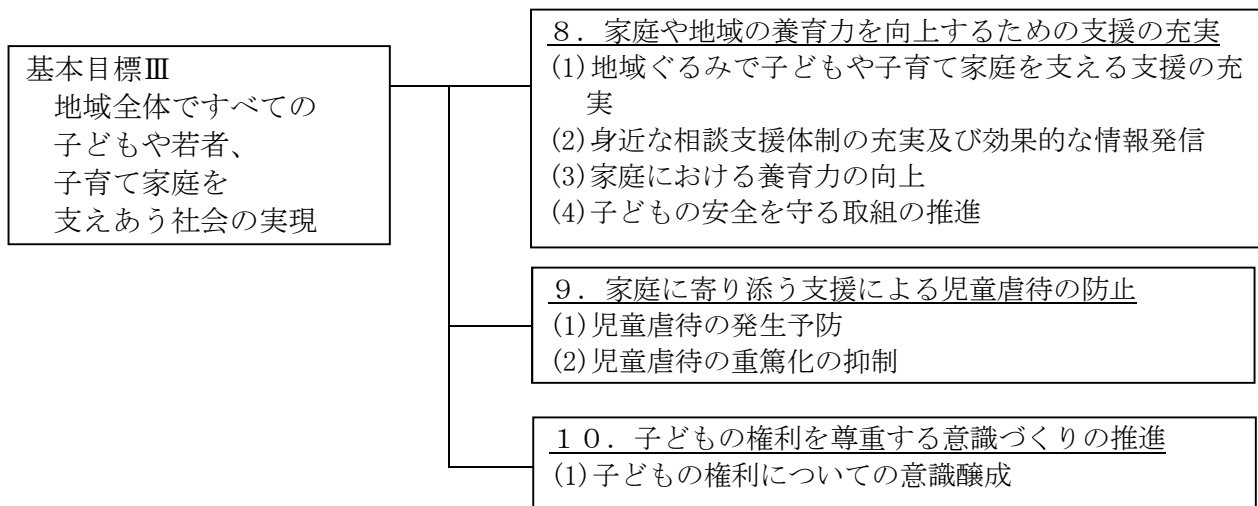 基本目標Ⅲ
地域全体ですべての
子どもや若者、
子育て家庭を
支えあう社会の実現
８．家庭や地域の養育力を向上するための支援の充実
(1)地域ぐるみで子どもや子育て家庭を支える支援の充
実
(2)身近な相談支援体制の充実及び効果的な情報発信
(3)家庭における養育力の向上
(4)子どもの安全を守る取組の推進
９．家庭に寄り添う支援による児童虐待の防止
(1)児童虐待の発生予防
(2)児童虐待の重篤化の抑制
１０．子どもの権利を尊重する意識づくりの推進
(1)子どもの権利についての意識醸成